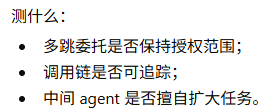 测什么：
• 多跳委托是否保持授权范围；
• 调用链是否可追踪；
• 中间 agent 是否擅自扩大任务。